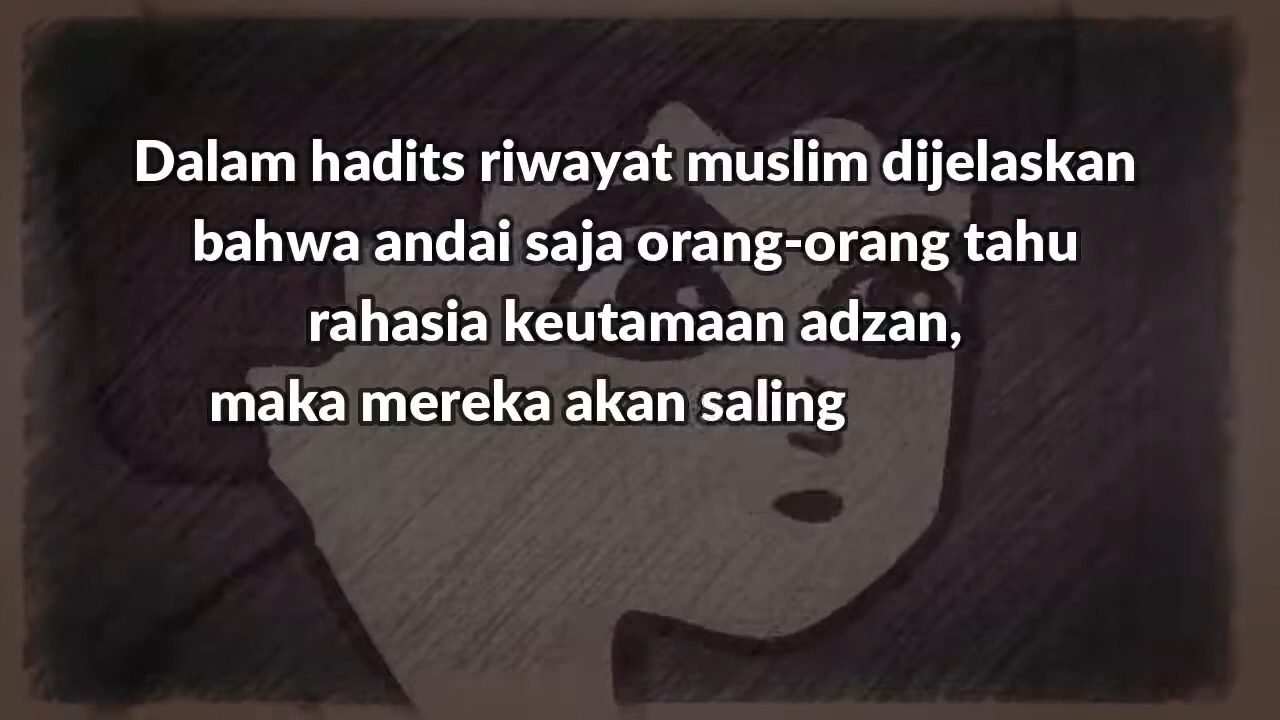 Dalam hadits riwayat muslim dijelaskan
bahwa andai saja orang-orang tahu
rahasia keutamaan adzan,
maka mereka akan saling